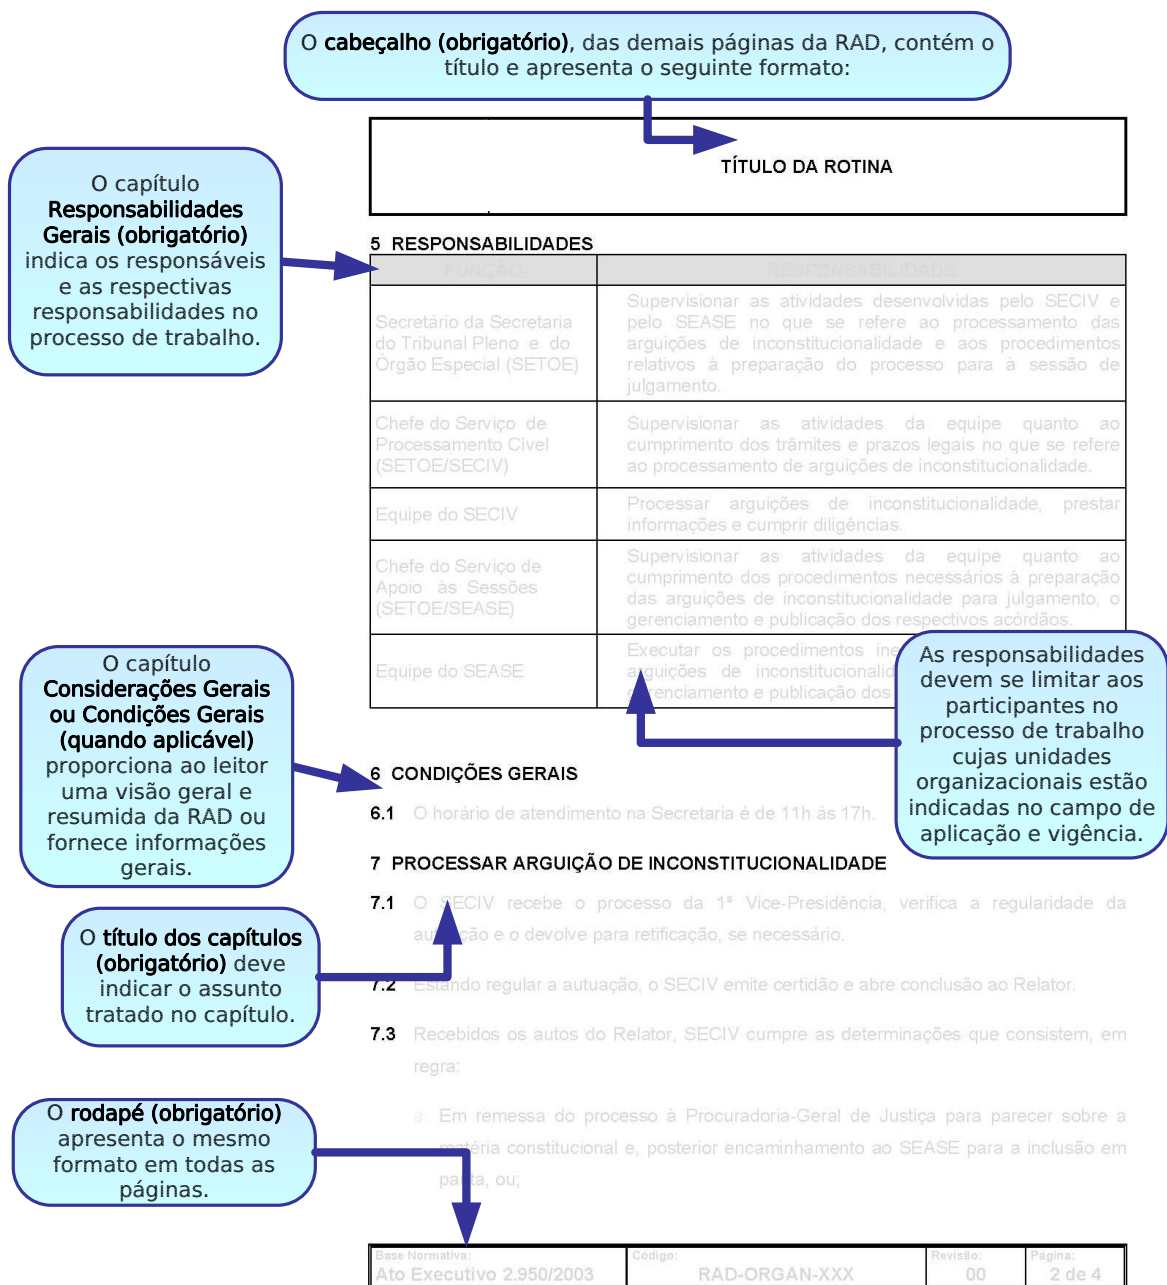 O cabeçalho (obrigatório), das demais páginas da RAD, contém o
título e apresenta o seguinte formato:
TÍTULO DA ROTINA
O capítulo
Responsabilidades
Gerais (obrigatório)
indica os responsáveis
e as respectivas
responsabilidades no
processo de trabalho.
5 RESPONSABILIDADES
FUNÇÃO
RESPONSABILIDADE
Secretário da Secretaria
do Tribunal Pleno e do
Órgão Especial (SETOE)
Supervisionar as atividades desenvolvidas pelo SECIV e
pelo SEASE no que se refere ao processamento das
arguições de inconstitucionalidade e aos procedimentos
relativos à preparação do processo para à sessão de
julgamento.
Chefe do Serviço de
Processamento Cível
(SETOE/SECIV)
Supervisionar as atividades da equipe quanto ao
cumprimento dos trâmites e prazos legais no que se refere
ao processamento de arguições de inconstitucionalidade.
Equipe do SECIV
Processar arguições de inconstitucionalidade, prestar
informações e cumprir diligências.
Chefe do Serviço de
Apoio às Sessões
(SETOE/SEASE)
Supervisionar as atividades da equipe quanto ao
cumprimento dos procedimentos necessários à preparação
das arguições de inconstitucionalidade para julgamento, o
gerenciamento e publicação dos respectivos acórdãos.
Equipe do SEASE
Executar os procedimentos
arguições de
gerenciamento e publicação dos
As responsabilidades
devem se limitar aos
participantes no
processo de trabalho
cujas unidades
organizacionais estão
indicadas no campo de
aplicação e vigência.
O capítulo
Considerações Gerais
ou Condições Gerais
(quando aplicável)
proporciona ao leitor
uma visão geral e
resumida da RAD ou
fornece informações
gerais.
6 CONDIÇÕES GERAIS
6.1 O horário de atendimento na Secretaria é de 11h às 17h.
7 PROCESSAR ARGUIÇÃO DE INCONSTITUCIONALIDADE
7.1 O SECIV recebe o processo da 1ª Vice-Presidência, verifica a regularidade da
autuação e o devolve para retificação, se necessário.
O título dos capítulos
(obrigatório) deve
indicar o assunto
tratado no capítulo.
7.2 Estando regular a autuação, o SECIV emite certidão e abre conclusão ao Relator.
7.3 Recebidos os autos do Relator, SECIV cumpre as determinações que consistem, em
regra:
a. Em remessa do processo à Procuradoria-Geral de Justiça para parecer sobre a
matéria constitucional e, posterior encaminhamento ao SEASE para a inclusão em
pauta, ou;
O rodapé (obrigatório)
apresenta o mesmo
formato em todas as
páginas.
Base Normativa:
Ato Executivo 2.950/2003
Código:
RAD-ORGAN-XXX
Revisão:
00
Página:
2 de 4